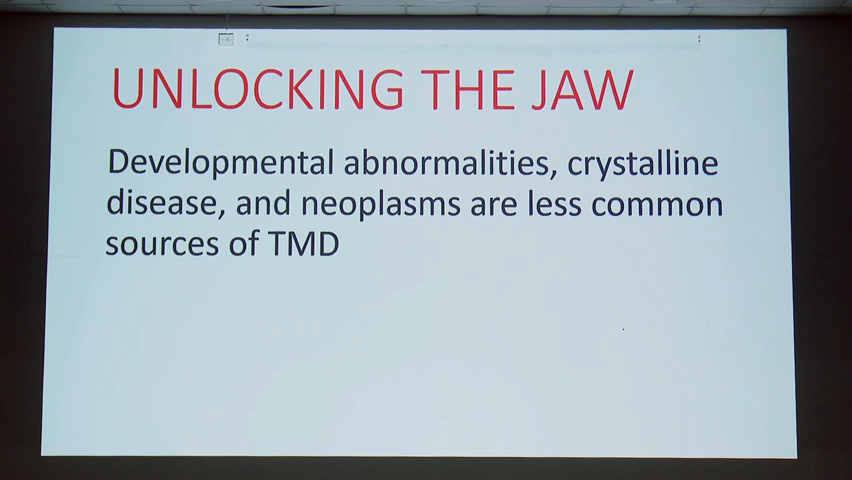 UNLOCKING THE JAW
Developmental abnormalities, crystalline
disease, and neoplasms are less common
sources of TMD